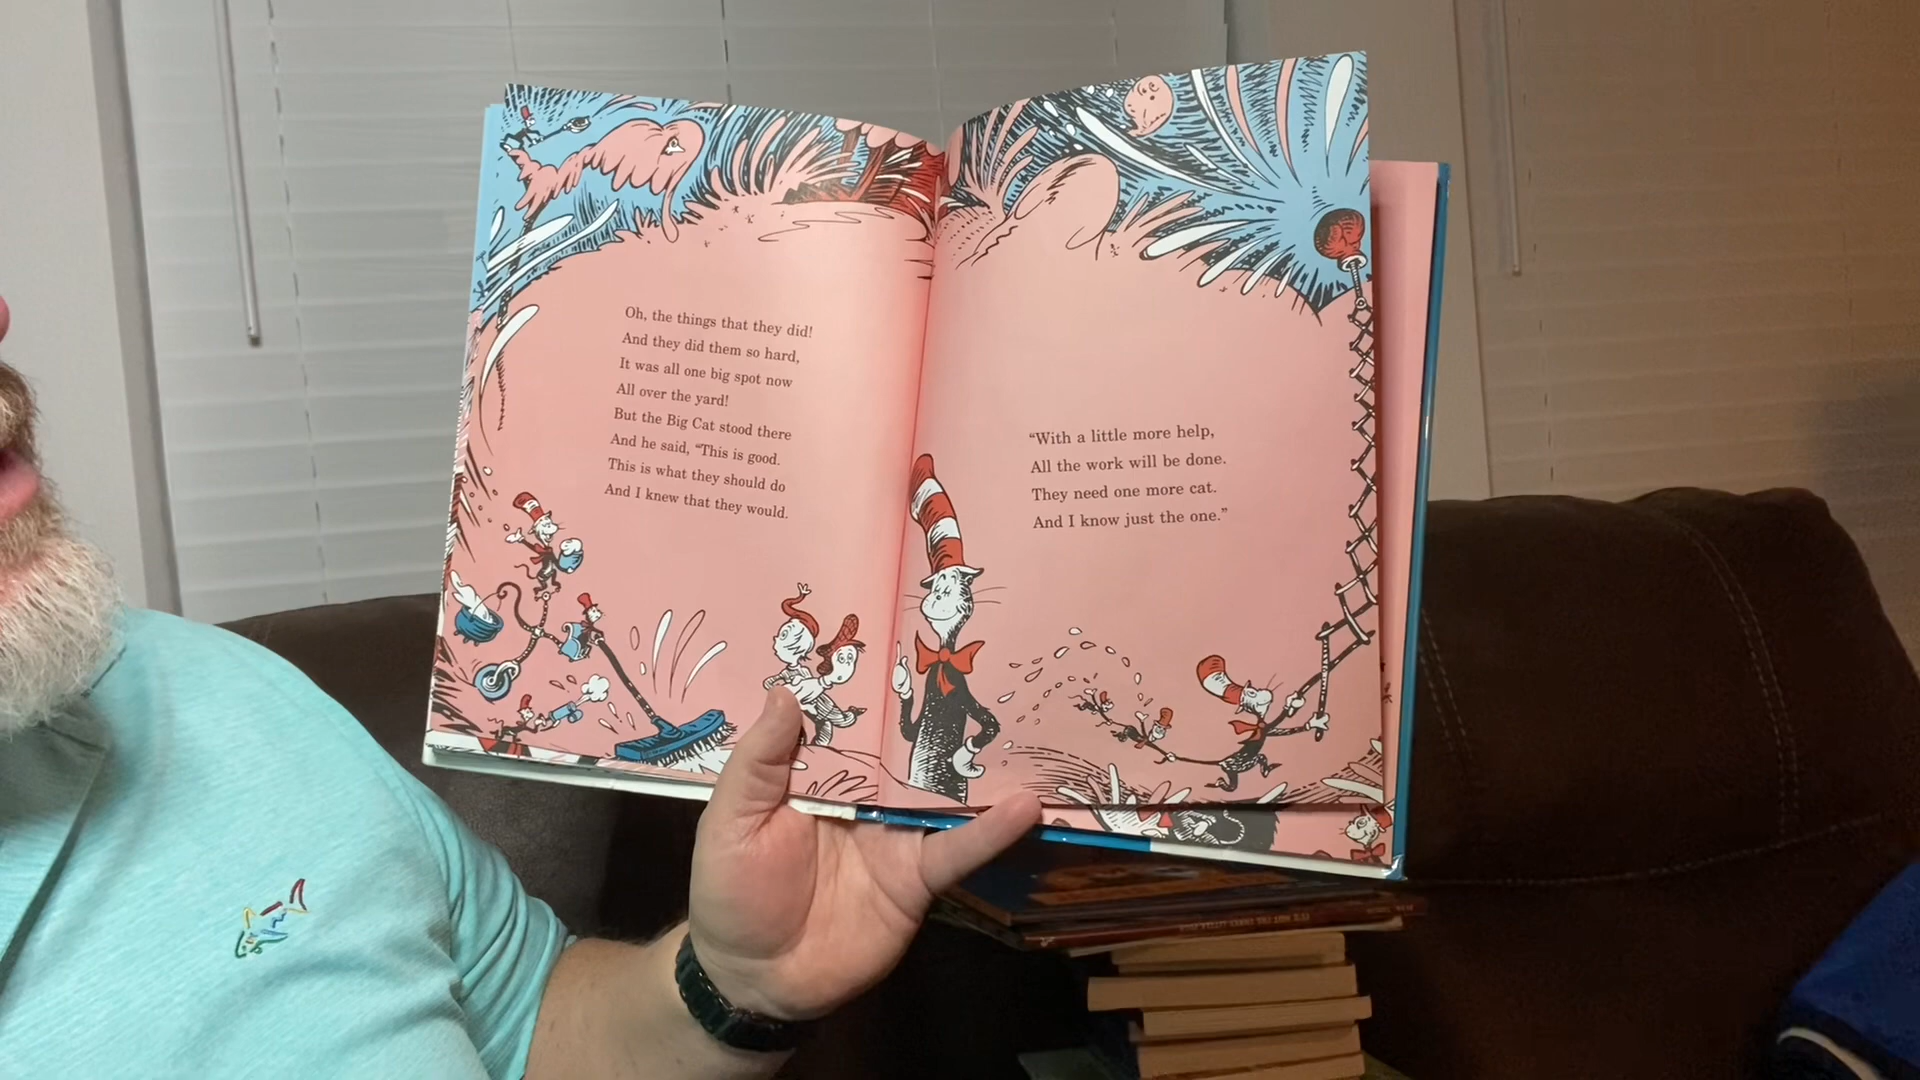 Oh, the things that they did!
And they did them so hard,
It was all one big spot now
All over the yard!
But the Big Cat stood there
And he said, “This is good.
This is what they should do
And I knew that they would.
“With a little more help,
All the work will be done.
They need one more cat.
And I know just the one.”